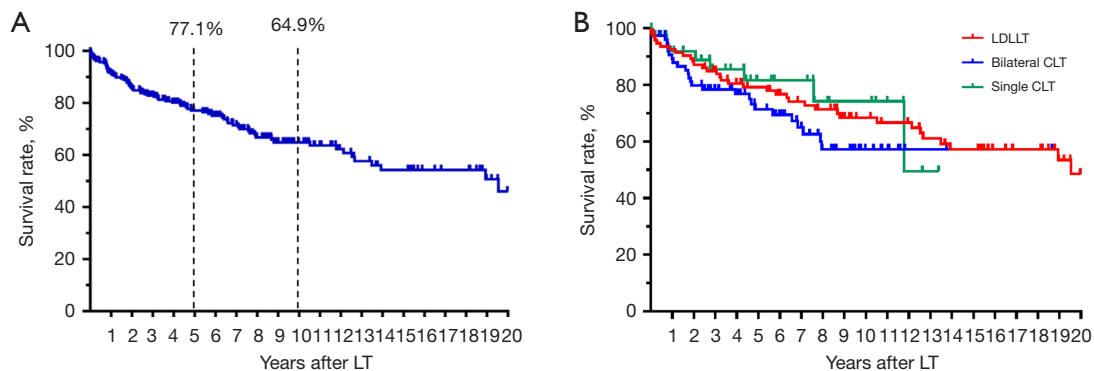 A
77.1%
64.9%
100
80
60
40
20
0
Survival rate, %
1 2 3 4 5 6 7 8 9 10 11 12 13 14 15 16 17 18 19 20
Years after LT
B
LDLLT
Bilateral CLT
Single CLT
100
80
60
40
20
0
Survival rate, %
1 2 3 4 5 6 7 8 9 10 11 12 13 14 15 16 17 18 19 20
Years after LT